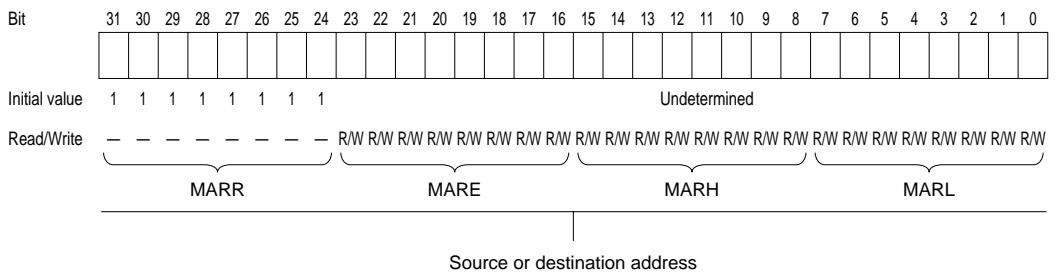 Bit 31 30 29 28 27 26 25 24 23 22 21 20 19 18 17 16 15 14 13 12 11 10 9 8 7 6 5 4 3 2 1 0
Initial value 1 1 1 1 1 1 1 1 Undetermined
Read/Write — — — — — — — — R/W R/W R/W R/W R/W R/W R/W R/W R/W R/W R/W R/W R/W R/W R/W R/W R/W R/W R/W R/W R/W R/W R/W R/W
MARR MARE MARH MARL
Source or destination address